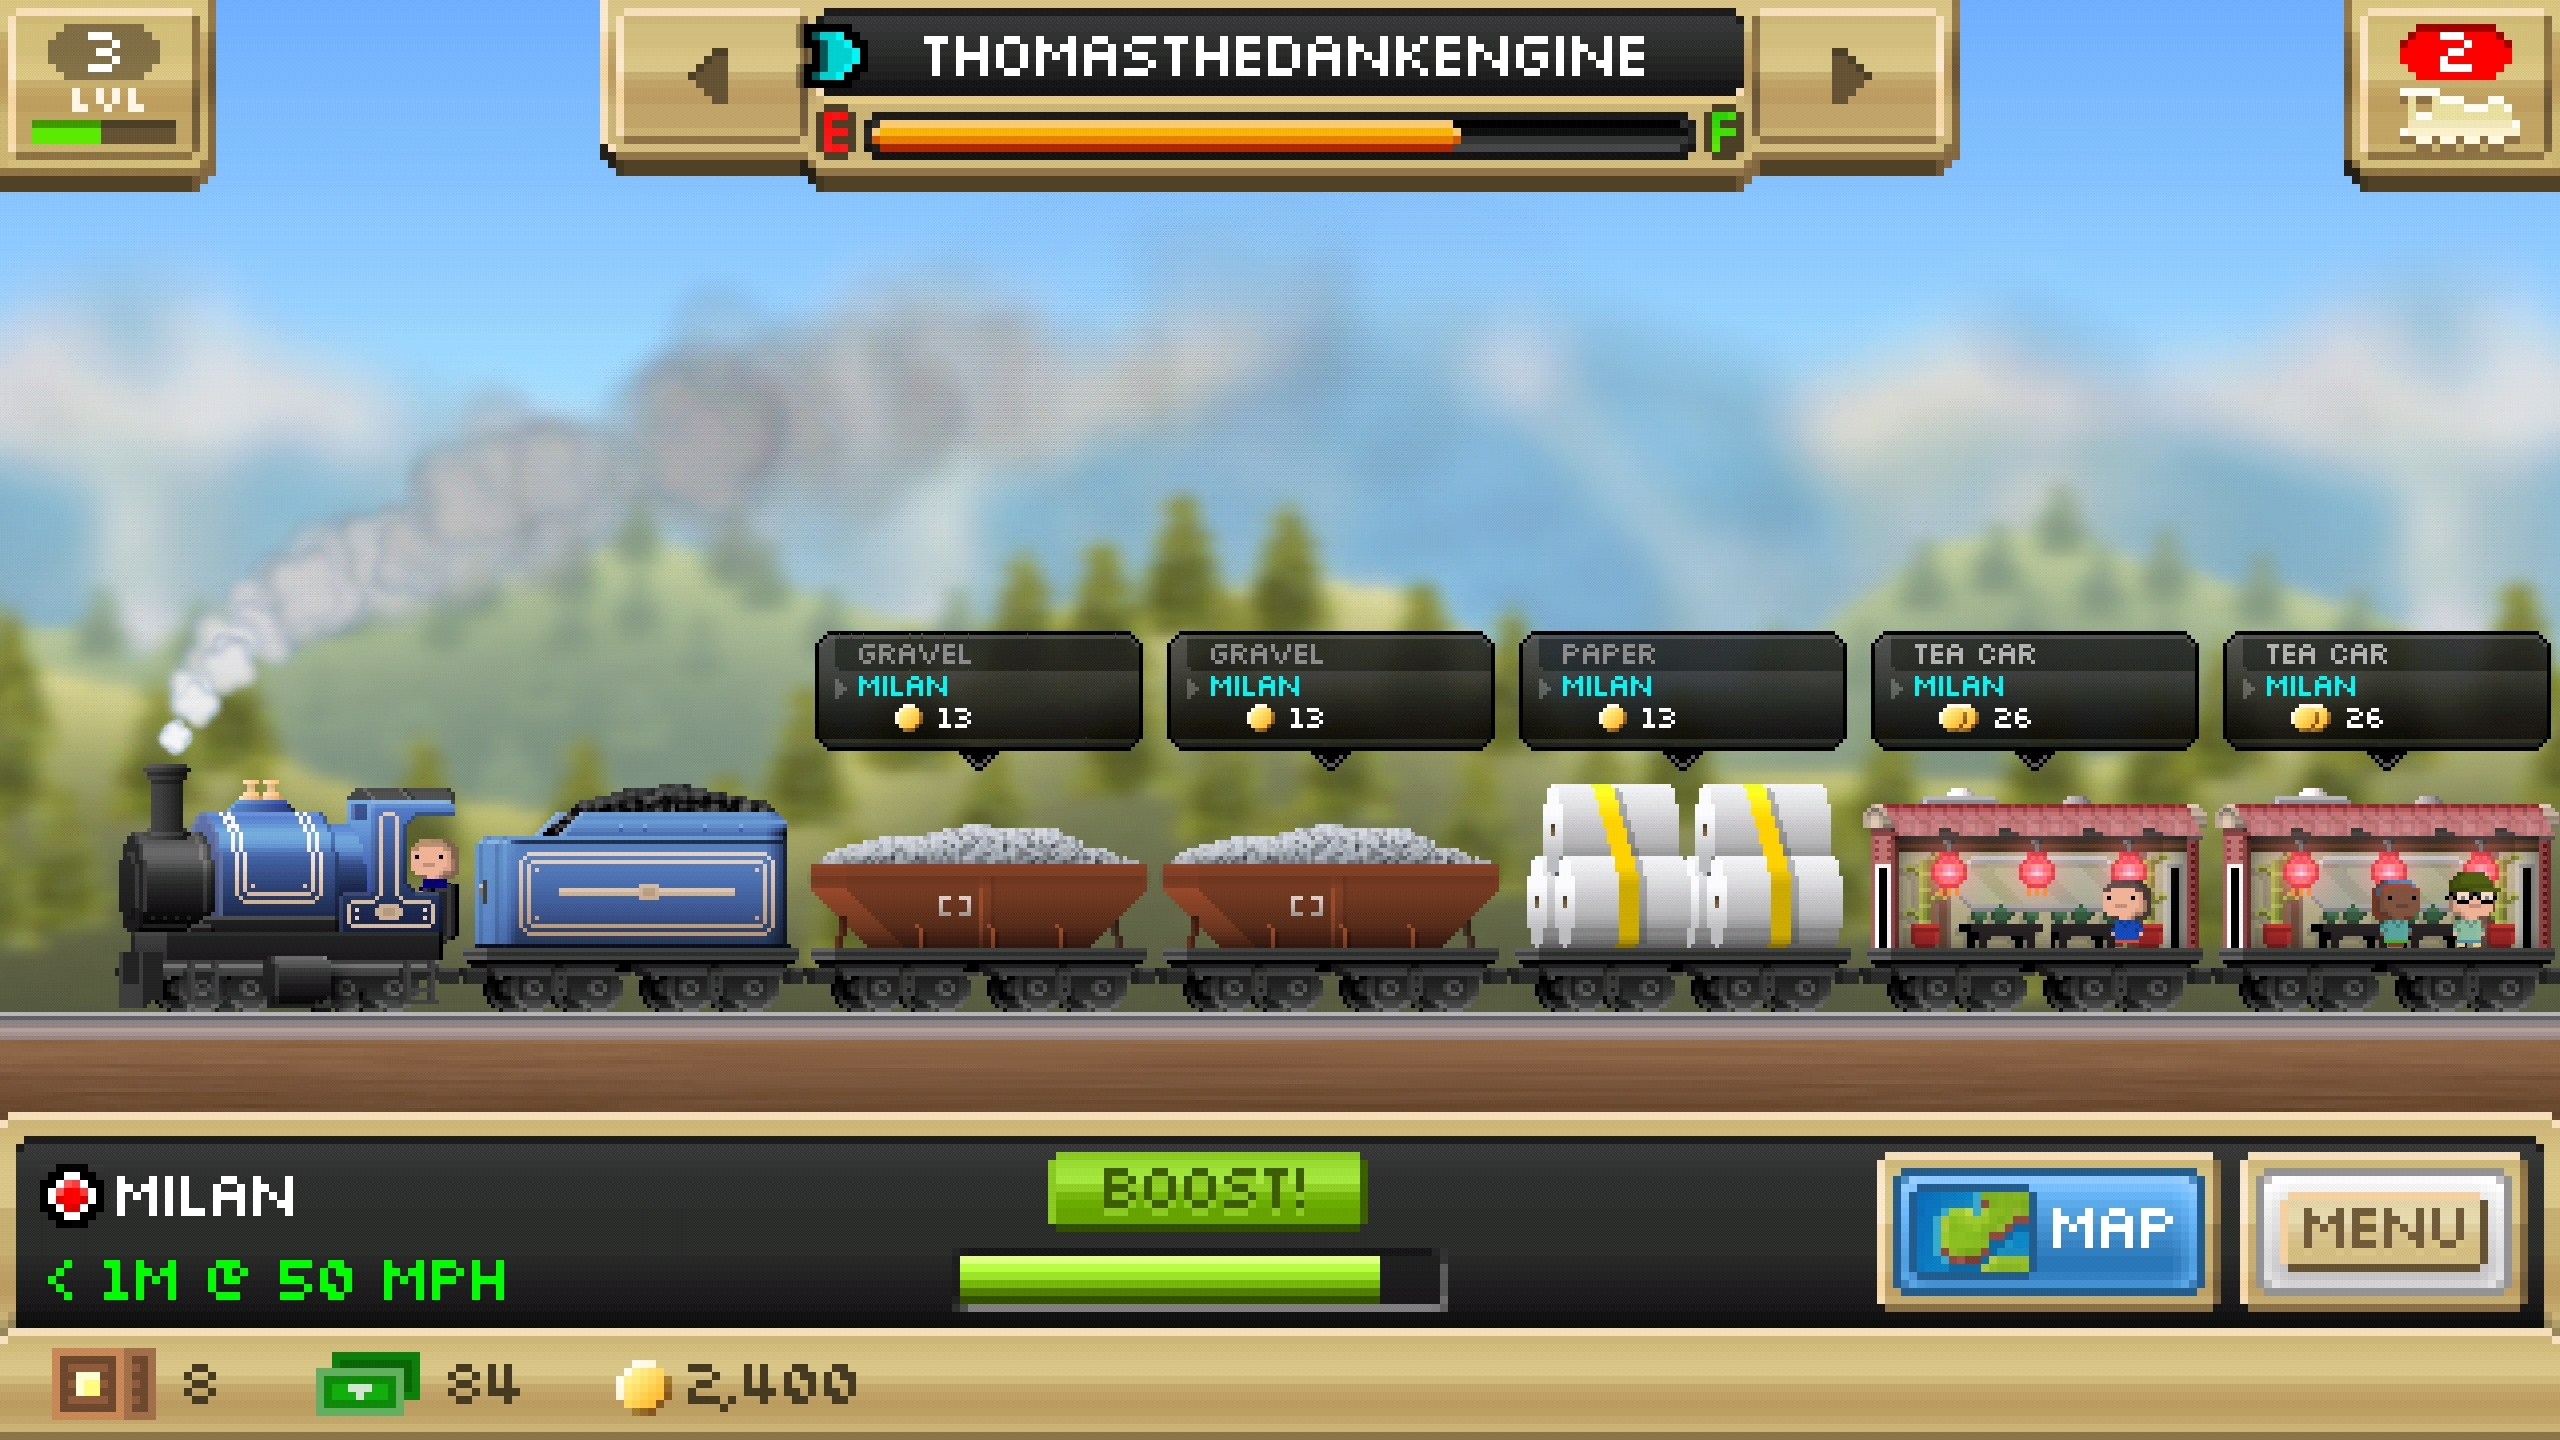 3
LVL
THOMASTHEDANKENGINE
E F
2
GRAVEL
MILAN
13
GRAVEL
MILAN
13
PAPER
MILAN
13
TEA CAR
MILAN
26
TEA CAR
MILAN
26
MILAN
< 1M @ 50 MPH
BOOST!
MAP
MENU
8
84
2,400